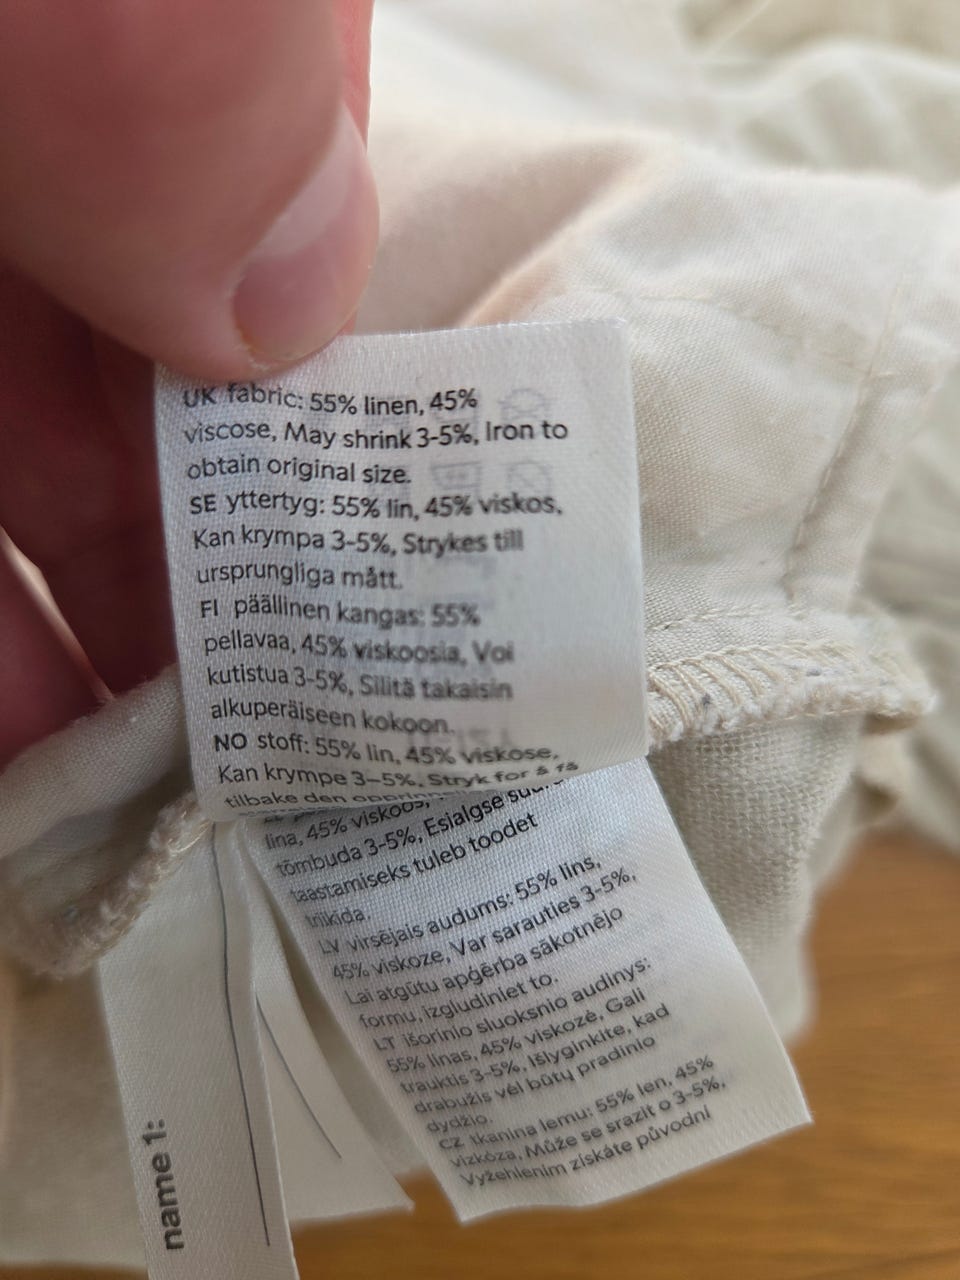 UK fabric: 55% linen, 45%
viscose, May shrink 3-5%, Iron to
obtain original size.
SE yttertyg: 55% lin, 45% viskos,
Kan krympa 3-5%, Strykes till
ursprungliga mått.
FI päällinen kangas: 55%
pellavaa, 45% viskoosia, Voi
kutistua 3-5%, Silitä takaisin
alkuperäiseen kokoon.
NO stoff: 55% lin, 45% viskose,
Kan krympe 3-5%, Stryk for å få
tilbake den
lina, 45% viskoos,
tõmbuda 3-5%, Esialgse
taastamiseks tuleb toodet
triikida.
LV virsējais audums: 55% lins,
45% viskoze, Var sarauties 3-5%,
Lai atgūtu apģērba sākotnējo
formu, izgludiniet to.
LT išorinio sluoksnio audinys:
55% linas, 45% viskozė, Gali
trauktis 3-5%, Išlyginkite, kad
drabužis vėl būtų pradinio
dydžio.
CZ tkanina lemu: 55% len, 45%
vizkóza, Může se srazit o 3-5%,
Vyžehlením získáte původní
name 1: